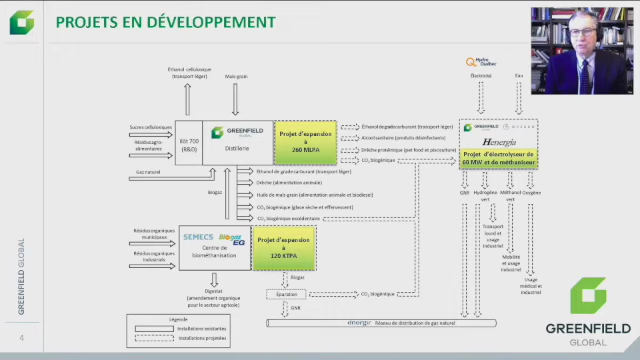 PROJETS EN DÉVELOPPEMENT
Hydro
Québec
Éthanol cellulosique
(transport léger)
Maïs-grain
Électricité
Eau
Sucres cellulosiques
Résidus agro-
alimentaires
Gaz naturel
Bât 700
(R&D)
GREENFIELD
GLOBAL
Distillerie
Projet d'expansion
à
260 MLPA
Éthanol de grade carburant (transport léger)
Alcool sanitaire (produits désinfectants)
Drêche protéinique (pet food et pisciculture)
CO₂ biogénique
Henergia
Projet d'électrolyseur de
60 MW et de méthaniseur
Biogaz
Éthanol de grade carburant (transport léger)
Drêche (alimentation animale)
Huile de maïs (alimentation animale et biodiesel)
CO₂ biogénique (glace sèche et effervescent)
CO₂ biogénique excédentaire
GNR
Hydrogène
vert
Méthanol
vert
Oxygène
Transport
lourd et
usage
industriel
Mobilité
et usage
industriel
Usage
médical et
industriel
Résidus organiques
municipaux
Résidus organiques
industriels
SEMECS
EQ
Centre de
biométhanisation
Projet d'expansion
à
120 KTPA
Digestat
(amendement organique
pour le secteur agricole)
Biogaz
Épuration
CO₂ biogénique
GNR
énergir
Réseau de distribution de gaz naturel
Légende
Installations existantes
Installations projetées
GREENFIELD GLOBAL
4
GREENFIELD
GLOBAL